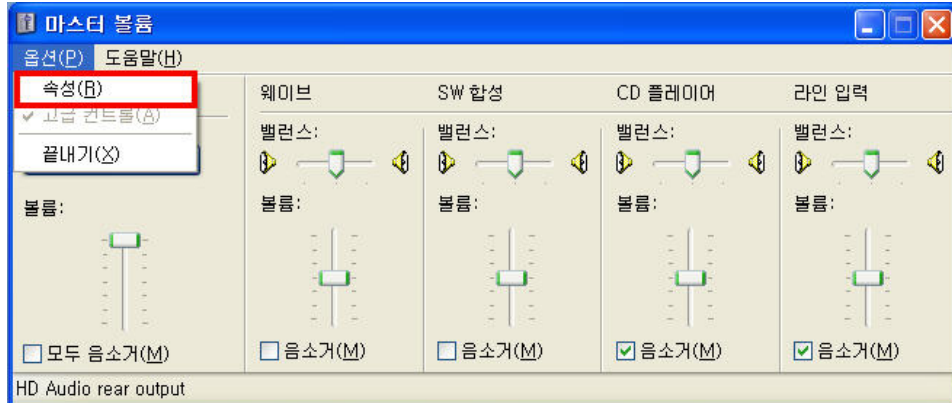 마스터 볼륨
옵션(P) 도움말(H)
속성(R)
고급 컨트롤(A)
끝내기(X)
웨이브 SW 합성 CD 플레이어 라인 입력
밸런스: 밸런스: 밸런스: 밸런스:
볼륨: 볼륨: 볼륨: 볼륨: 볼륨:
모두 음소거(M) 음소거(M) 음소거(M) 음소거(M) 음소거(M)
HD Audio rear output